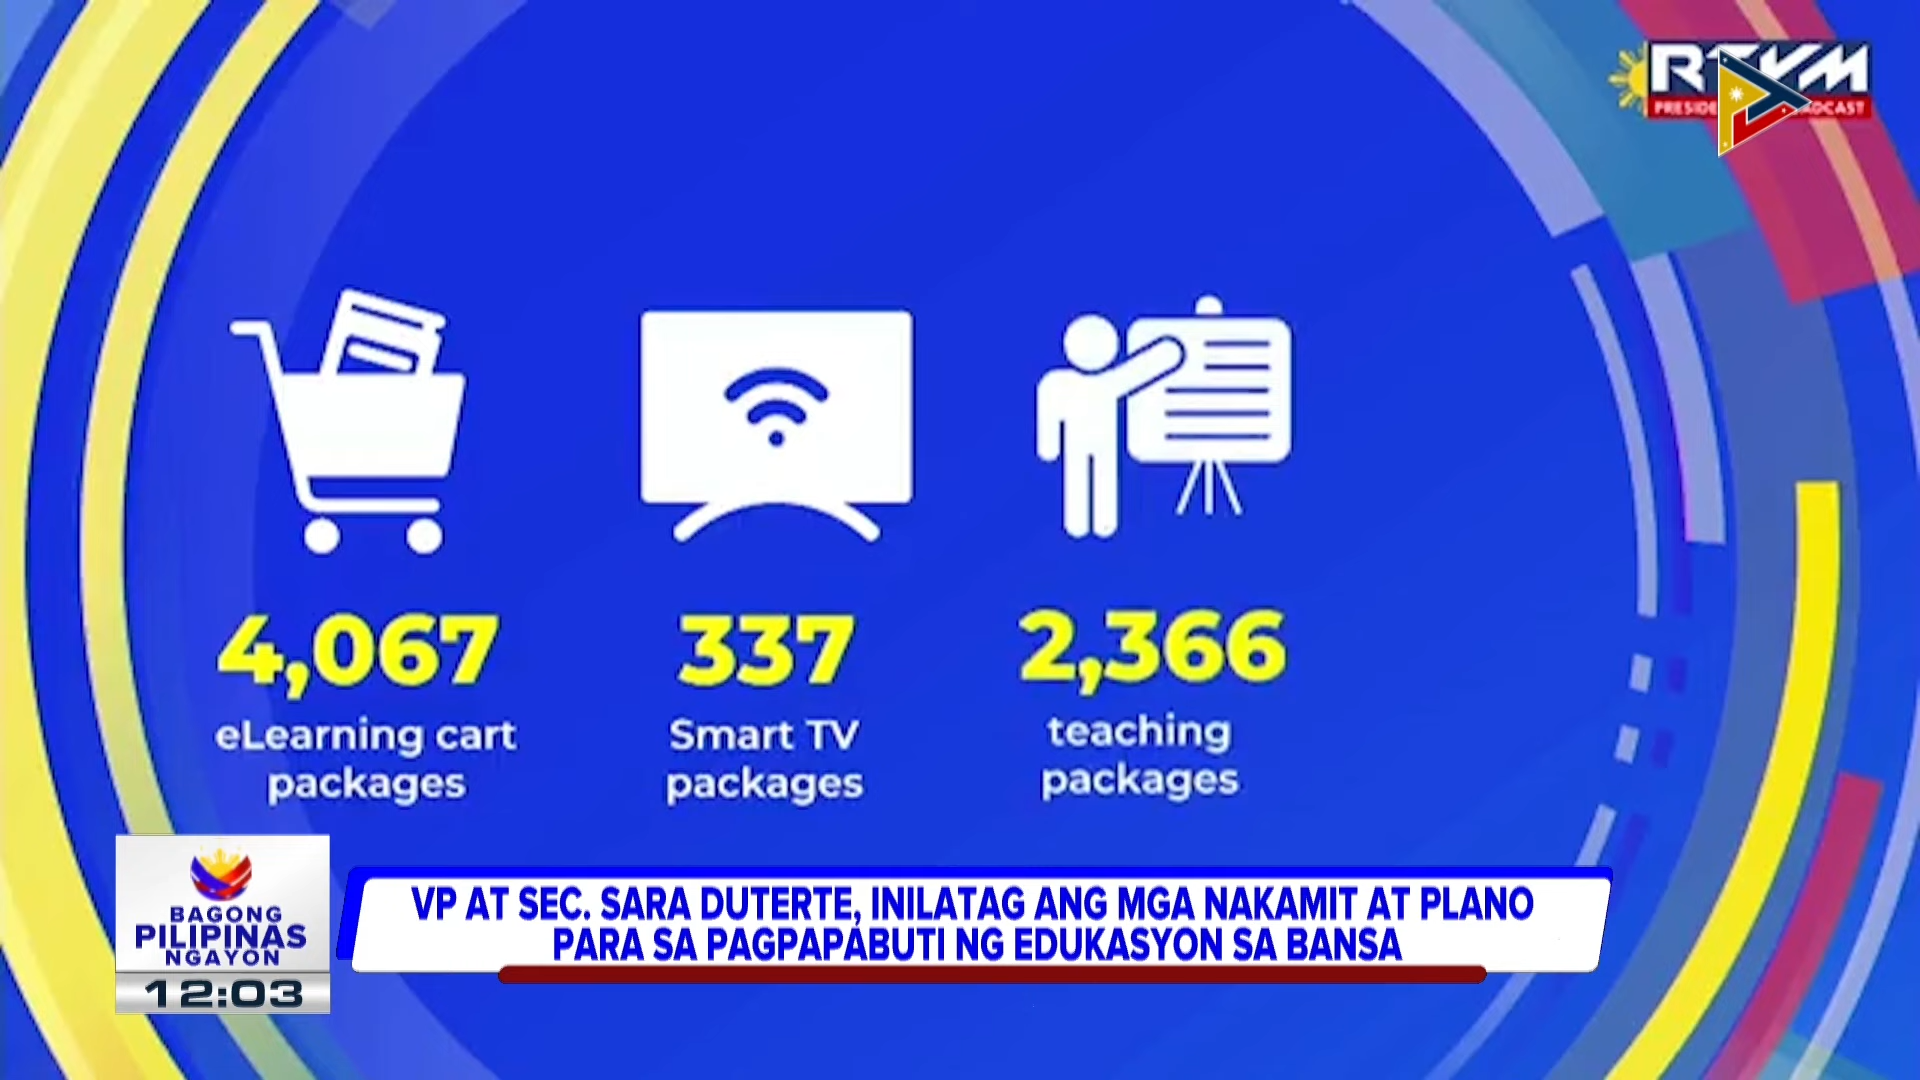 RTVM
4,067
eLearning cart
packages
337
Smart TV
packages
2,366
teaching
packages
BAGONG
PILIPINAS
NGAYON
12:03
VP AT SEC. SARA DUTERTE, INILATAG ANG MGA NAKAMIT AT PLANO
PARA SA PAGPAPABUTI NG EDUKASYON SA BANSA